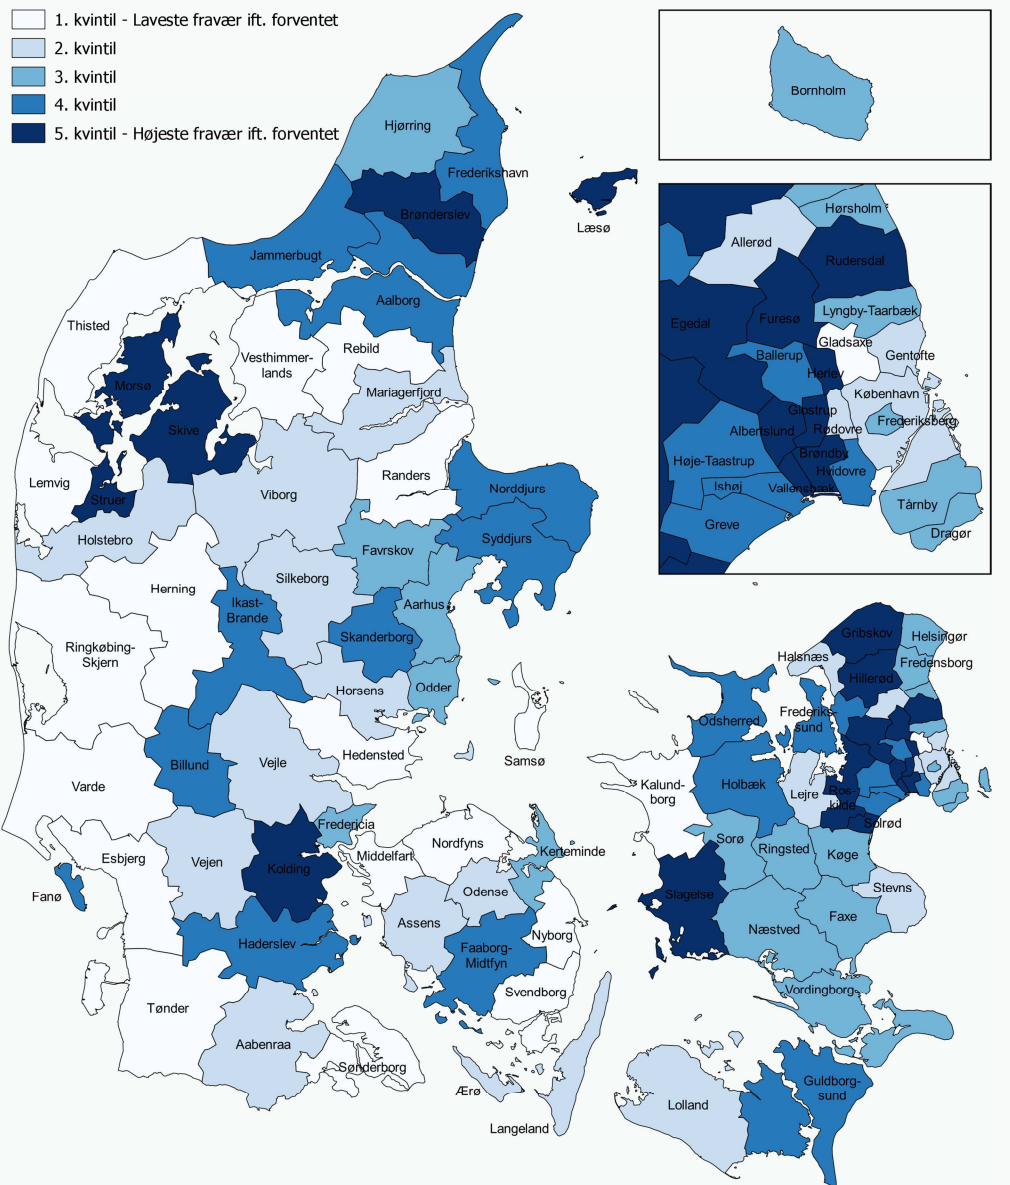 1. kvintil - Laveste fravær ift. forventet
2. kvintil
3. kvintil
4. kvintil
5. kvintil - Højeste fravær ift. forventet
Hjørring
Frederikshavn
Brønderslev
Læsø
Jammerbugt
Aalborg
Thisted
Vesthimmer-
lands
Rebild
Mariagerfjord
Morsø
Skive
Lemvig
Struer
Viborg
Randers
Norddjurs
Syddjurs
Holstebro
Favrskov
Herning
Silkeborg
Ikast-
Brande
Aarhus
Skanderborg
Ringkøbing-
Skjern
Horsens
Odder
Hedensted
Samsø
Billund
Vejle
Varde
Fredericia
Middelfart
Nordfyns
Kerteminde
Esbjerg
Vejen
Kolding
Fanø
Odense
Assens
Nyborg
Haderslev
Faaborg-
Midtfyn
Svendborg
Tønder
Aabenraa
Sønderborg
Ærø
Langeland
Bornholm
Hørsholm
Allerød
Rudersdal
Egedal
Furesø
Lyngby-Taarbæk
Gladsaxe
Gentofte
Ballerup
Herlev
København
Glostrup
Frederiksberg
Rødovre
Albertslund
Brøndby
Høje-Taastrup
Hvidovre
Ishøj
Vallensbæk
Greve
Tårnby
Dragør
Gribskov
Helsingør
Halsnæs
Fredensborg
Hillerød
Odsherred
Frederiks-
sund
Holbæk
Kalund-
borg
Lejre
Ros-
kilde
Solrød
Sorø
Ringsted
Køge
Slagelse
Stevns
Faxe
Næstved
Vordingborg
Guldborg-
sund
Lolland